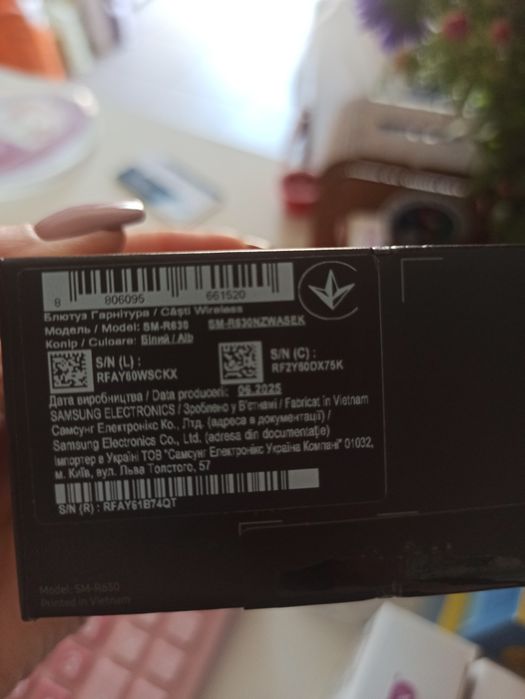 8 806095 661520
Блютуз Гарнітура / Căşti Wireless
Модель / Model: SM-R630 SM-R630NZWASEK
Колір / Culoare: Білий / Alb
S/N (L) :
RFAY60WSCKX
S/N (C) :
RF2Y60DX75K
Дата виробництва / Data producerii: 06.2025
SAMSUNG ELECTRONICS / Зроблено у В'єтнамі / Fabricat în Vietnam
Самсунг Електронікс Ко., Лтд. (адреса в документації) /
Samsung Electronics Co., Ltd. (adresa din documentație)
Імпортер в Україні ТОВ "Самсунг Електронікс Україна Компані" 01032,
м. Київ, вул. Льва Толстого, 57
S/N (R) : RFAY61B74QT
Model: SM-R630
Printed in Vietnam